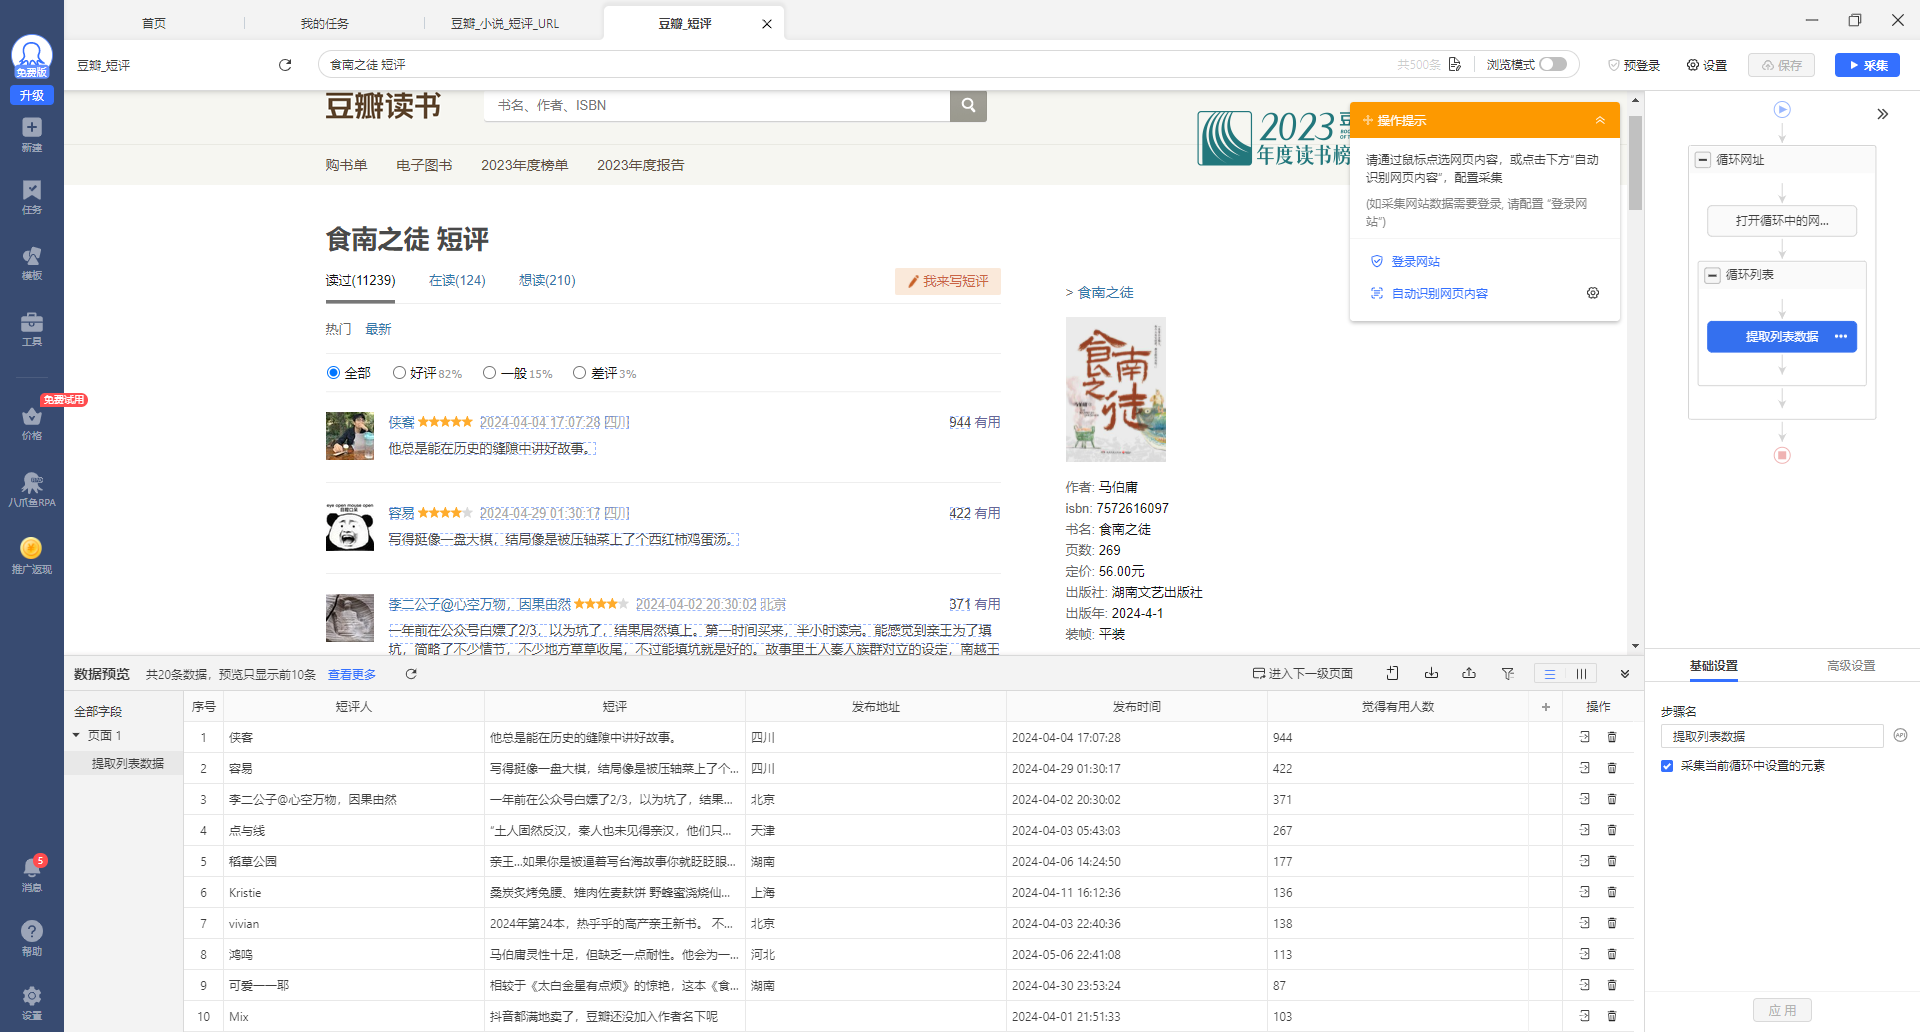 首页
我的任务
豆瓣_小说_短评_URL
豆瓣_短评
免费版
升级
新建
任务
模板
工具
免费试用
价格
八爪鱼RPA
推广返现
5
消息
帮助
设置
豆瓣_短评
食南之徒 短评
共500条
浏览模式
预登录
设置
保存
采集
豆瓣读书
书名、作者、ISBN
购书单
电子图书
2023年度榜单
2023年度报告
2023
年度读书榜
操作提示
请通过鼠标点选网页内容，或点击下方“自动
识别网页内容”，配置采集
(如采集网站数据需要登录, 请配置 “登录网
站”)
登录网站
自动识别网页内容
食南之徒 短评
读过(11239)
在读(124)
想读(210)
我来写短评
热门
最新
全部
好评 82%
一般 15%
差评 3%
侠客 2024-04-04 17:07:28 四川
944 有用
他总是能在历史的缝隙中讲好故事。
eye open mouse open
容易 2024-04-29 01:30:17 四川
422 有用
写得挺像一盘大棋，结局像是被压轴菜上了个西红柿鸡蛋汤。
李二公子@心空万物，因果由然 2024-04-02 20:30:02 北京
371 有用
一年前在公众号白嫖了2/3，以为坑了，结果居然填上。第一时间买来，半小时读完。能感觉到亲王为了填
坑，简略了不少情节，不少地方草草收尾，不过能填坑就是好的。故事里土人秦人族群对立的设定，南越王
> 食南之徒
食南之徒
作者: 马伯庸
isbn: 7572616097
书名: 食南之徒
页数: 269
定价: 56.00元
出版社: 湖南文艺出版社
出版年: 2024-4-1
装帧: 平装
循环网址
打开循环中的网...
循环列表
提取列表数据
数据预览
共20条数据，预览只显示前10条
查看更多
进入下一级页面
全部字段
页面 1
提取列表数据
序号 短评人 短评 发布地址 发布时间 觉得有用人数 + 操作
1 侠客 他总是能在历史的缝隙中讲好故事。 四川 2024-04-04 17:07:28 944
2 容易 写得挺像一盘大棋，结局像是被压轴菜上了个... 四川 2024-04-29 01:30:17 422
3 李二公子@心空万物，因果由然 一年前在公众号白嫖了2/3，以为坑了，结果... 北京 2024-04-02 20:30:02 371
4 点与线 “土人固然反汉，秦人也未见得亲汉，他们只... 天津 2024-04-03 05:43:03 267
5 稻草公园 亲王...如果你是被逼着写台海故事你就眨眨眼... 湖南 2024-04-06 14:24:50 177
6 Kristie 桑炭炙烤兔腰、雉肉佐麦麸饼 野蜂蜜浇烧仙... 上海 2024-04-11 16:12:36 136
7 vivian 2024年第24本，热乎乎的高产亲王新书。 不... 北京 2024-04-03 22:40:36 138
8 鸿鸣 马伯庸灵性十足，但缺乏一点耐性。他会为一... 河北 2024-05-06 22:41:08 113
9 可爱一一耶 相较于《太白金星有点烦》的惊艳，这本《食... 湖南 2024-04-30 23:53:24 87
10 Mix 抖音都满地卖了，豆瓣还没加入作者名下呢 2024-04-01 21:51:33 103
基础设置
高级设置
步骤名
提取列表数据
API
采集当前循环中设置的元素
应 用